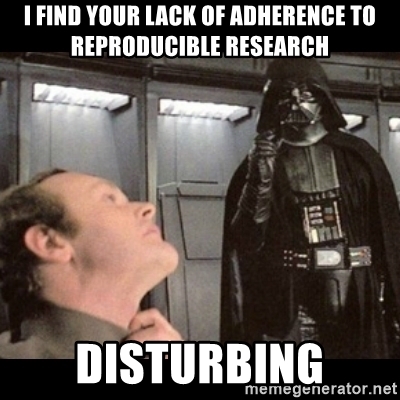 I FIND YOUR LACK OF ADHERENCE TO
REPRODUCIBLE RESEARCH
DISTURBING
memegenerator.net